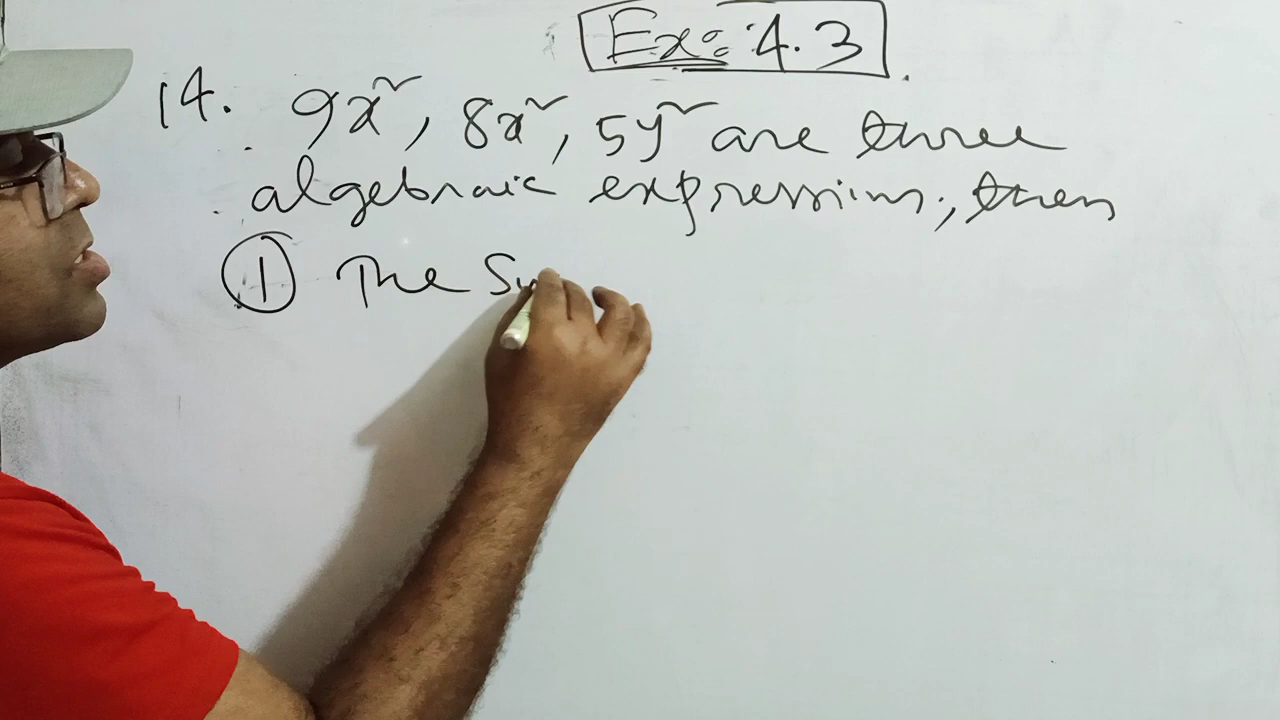 Ex: 4.3
14. 9x², 8x², 5y² are three
algebraic expressions, then
① The Su